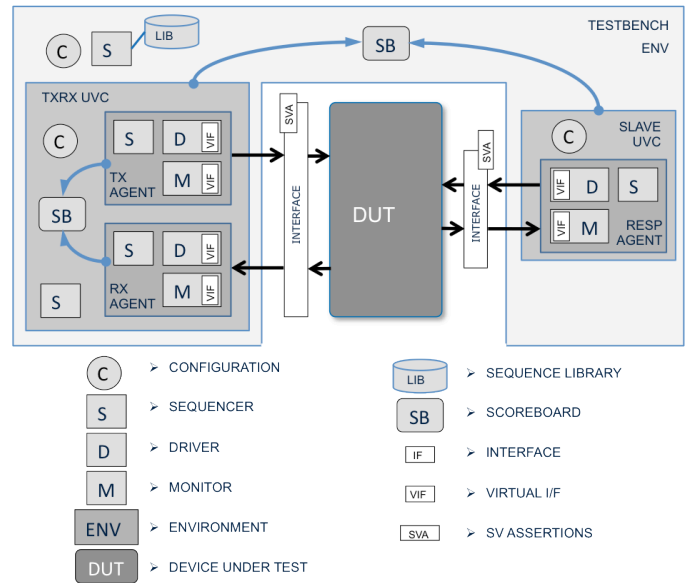 TESTBENCH
ENV
LIB
C
S
SB
TXRX UVC
C
S
D
VIF
M
VIF
TX
AGENT
SB
S
D
VIF
M
VIF
RX
AGENT
S
SVA
INTERFACE
DUT
SVA
INTERFACE
C
SLAVE
UVC
VIF
D
S
VIF
M
RESP
AGENT
C
➢ CONFIGURATION
S
➢ SEQUENCER
D
➢ DRIVER
M
➢ MONITOR
ENV
➢ ENVIRONMENT
DUT
➢ DEVICE UNDER TEST
LIB
➢ SEQUENCE LIBRARY
SB
➢ SCOREBOARD
IF
➢ INTERFACE
VIF
➢ VIRTUAL I/F
SVA
➢ SV ASSERTIONS